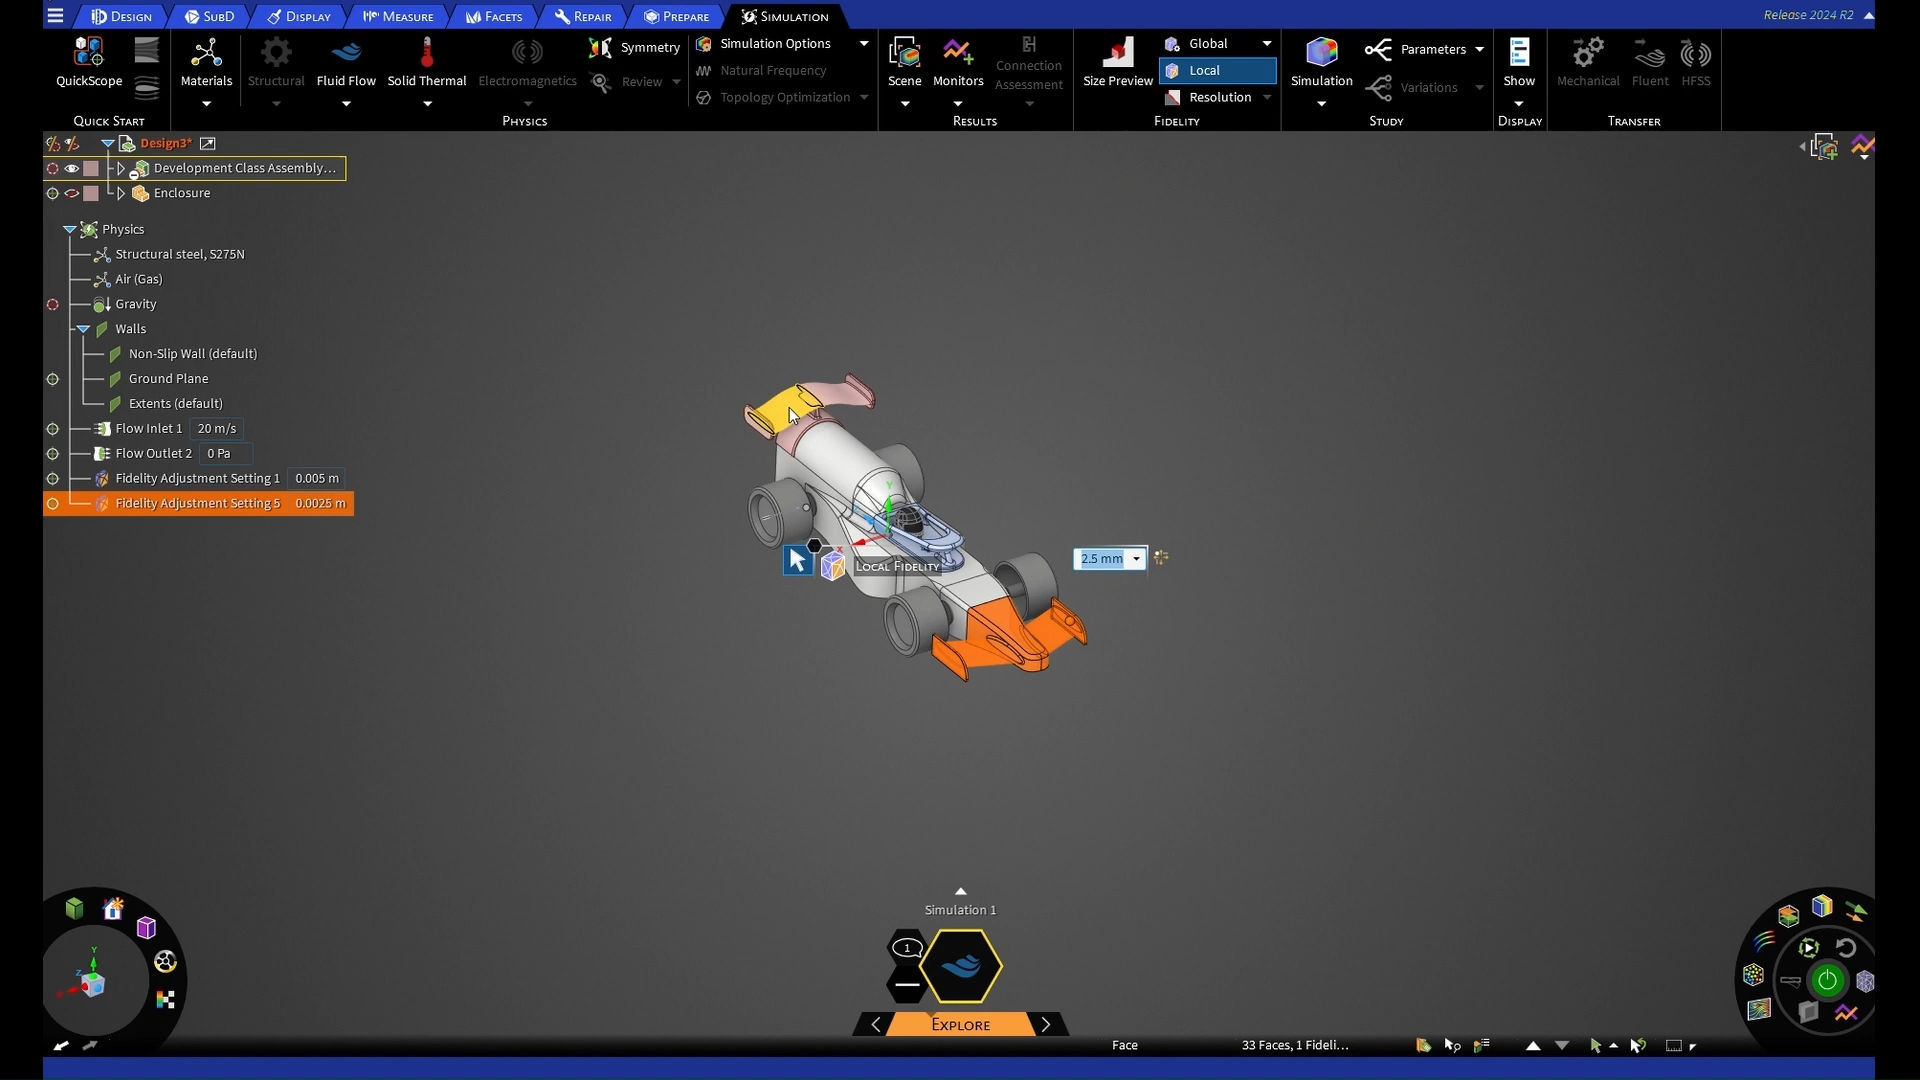 DESIGN SUBD DISPLAY MEASURE FACETS REPAIR PREPARE SIMULATION Release 2024 R2
QuickScope
QUICK START
Materials
Structural
Fluid Flow
Solid Thermal
Electromagnetics
Symmetry
Review
Simulation Options
Natural Frequency
Topology Optimization
PHYSICS
Scene
Monitors
Connection
Assessment
RESULTS
Size Preview
Global
Local
Resolution
FIDELITY
Simulation
Parameters
Variations
STUDY
Show
DISPLAY
Mechanical
Fluent
HFSS
TRANSFER
Design3*
Development Class Assembly...
Enclosure
Physics
Structural steel, S275N
Air (Gas)
Gravity
Walls
Non-Slip Wall (default)
Ground Plane
Extents (default)
Flow Inlet 1 20 m/s
Flow Outlet 2 0 Pa
Fidelity Adjustment Setting 1 0.005 m
Fidelity Adjustment Setting 5 0.0025 m
Y
X
LOCAL FIDELITY
2.5 mm
Simulation 1
1
EXPLORE
Y
Z
X
Face
33 Faces, 1 Fideli...